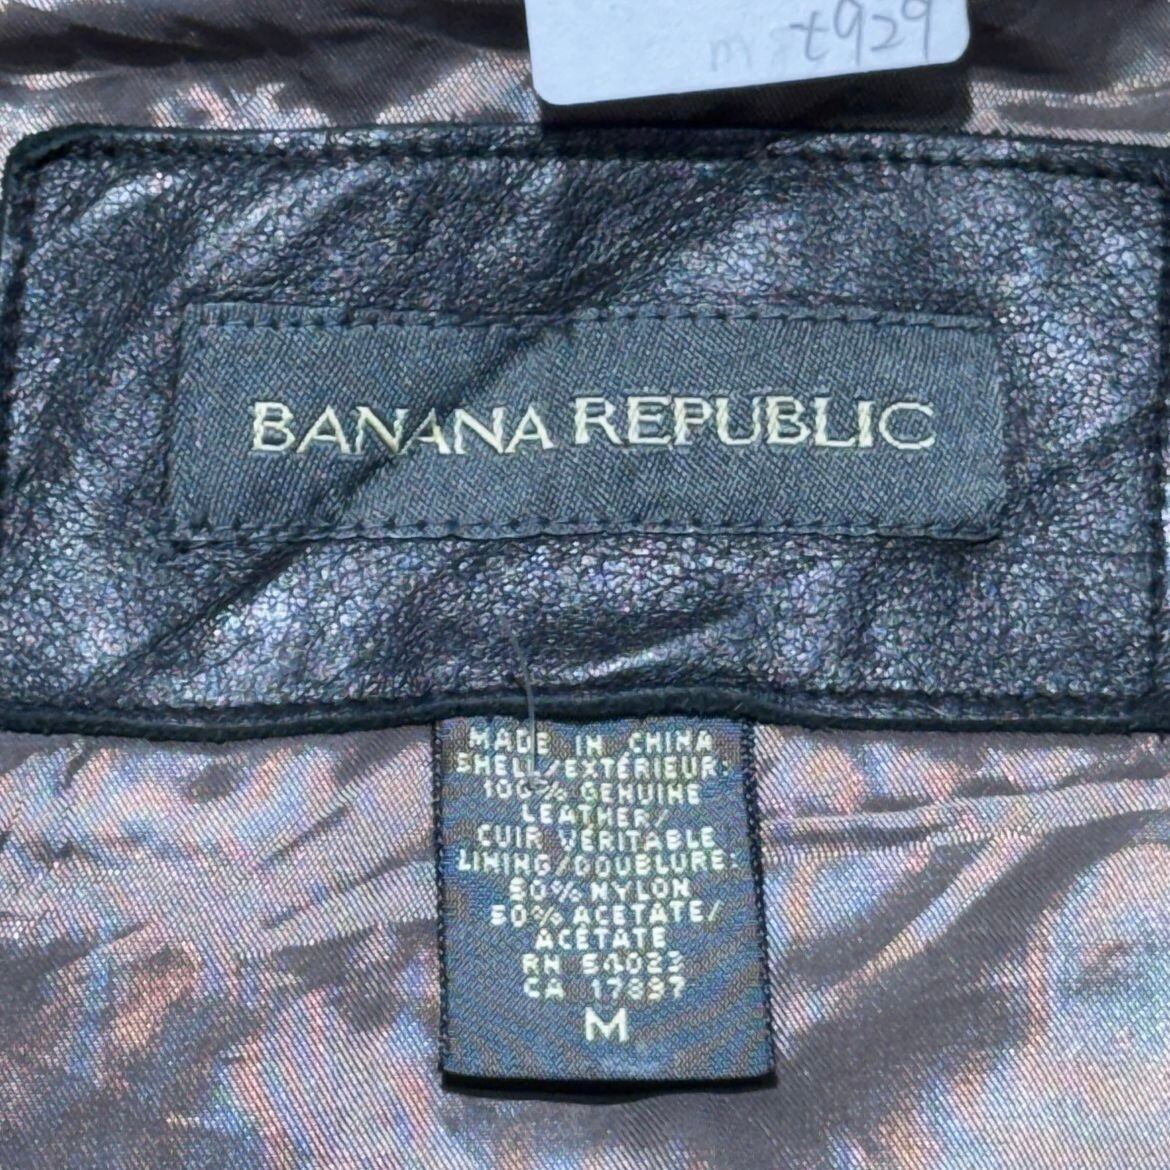 m t929
BANANA REPUBLIC
MADE IN CHINA
SHELL/EXTÉRIEUR:
100% GENUINE
LEATHER/
CUIR VÉRITABLE
LINING/DOUBLURE:
50% NYLON
50% ACETATE/
ACÉTATE
RN 54023
CA 17897
M